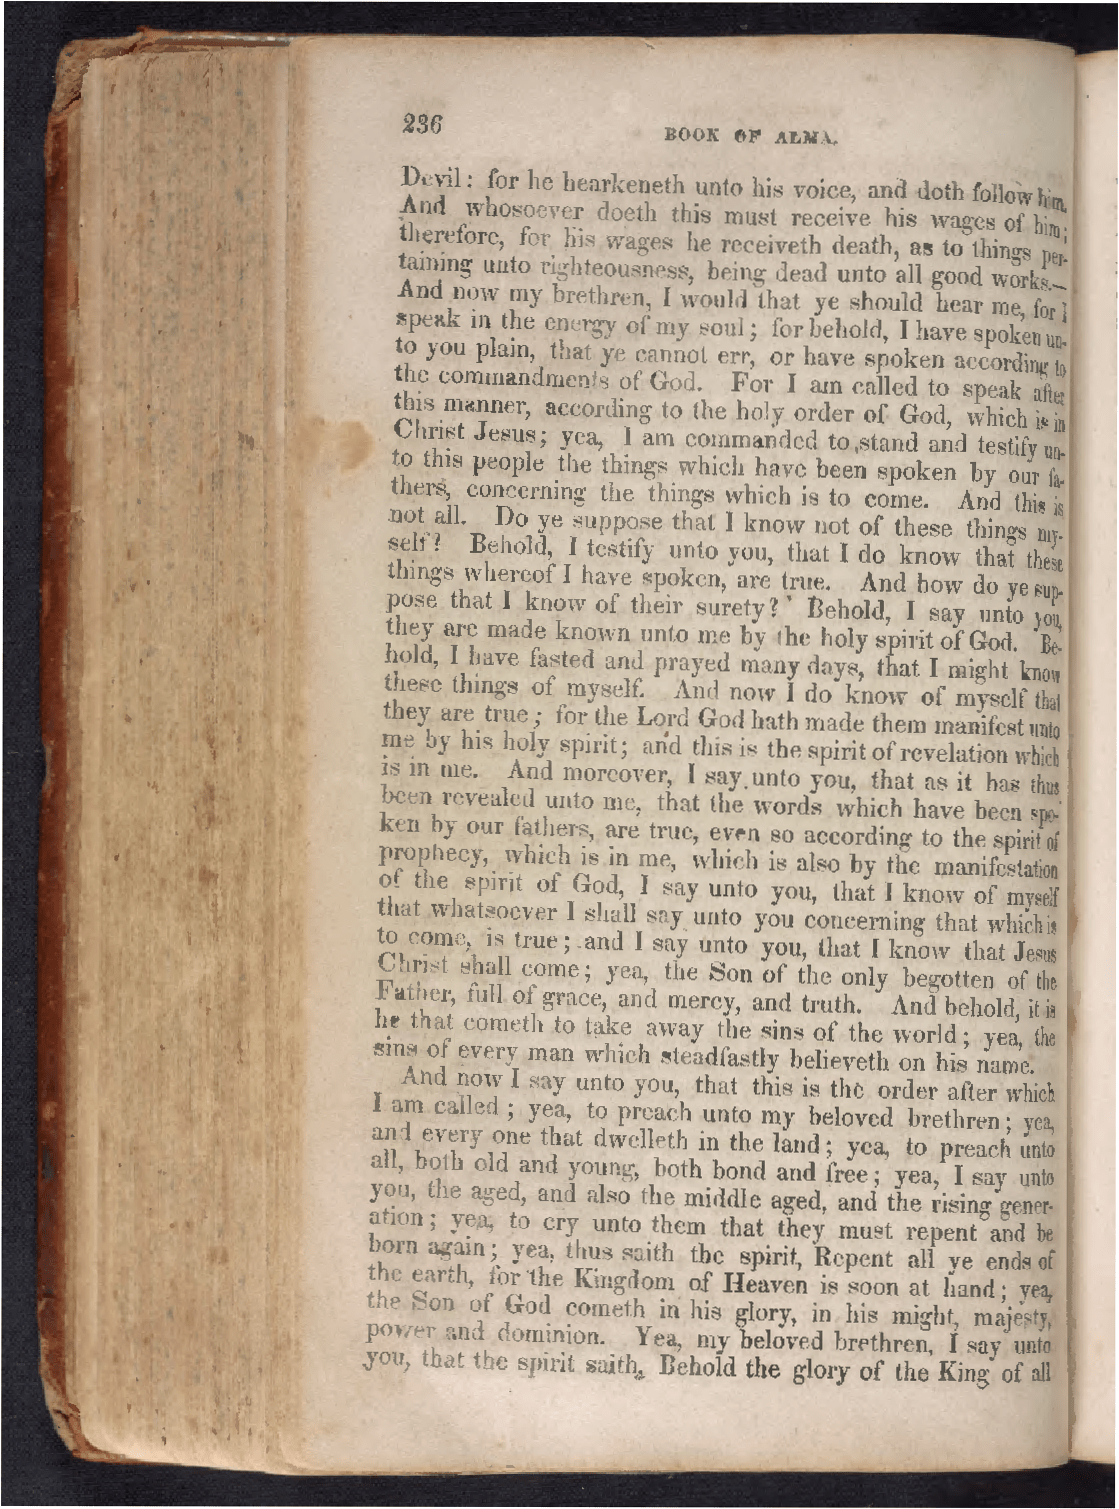 236
BOOK OF ALMA.
Devil: for he hearkeneth unto his voice, and doth follow him.
And whosoever doeth this must receive his wages of him;
therefore, for his wages he receiveth death, as to things per-
taining unto righteousness, being dead unto all good works.—
And now my brethren, I would that ye should hear me, for I
speak in the energy of my soul; for behold, I have spoken un-
to you plain, that ye cannot err, or have spoken according to
the commandments of God. For I am called to speak after
this manner, according to the holy order of God, which is in
Christ Jesus; yea, I am commanded to stand and testify un-
to this people the things which have been spoken by our fa-
thers, concerning the things which is to come. And this is
not all. Do ye suppose that I know not of these things my-
self? Behold, I testify unto you, that I do know that these
things whereof I have spoken, are true. And how do ye sup-
pose that I know of their surety? Behold, I say unto you,
they are made known unto me by the holy spirit of God. Be-
hold, I have fasted and prayed many days, that I might know
these things of myself. And now I do know of myself that
they are true; for the Lord God hath made them manifest unto
me by his holy spirit; and this is the spirit of revelation which
is in me. And moreover, I say unto you, that as it has thus
been revealed unto me, that the words which have been spo-
ken by our fathers, are true, even so according to the spirit of
prophecy, which is in me, which is also by the manifestation
of the spirit of God, I say unto you, that I know of myself
that whatsoever I shall say unto you concerning that which is
to come, is true; and I say unto you, that I know that Jesus
Christ shall come; yea, the Son of the only begotten of the
Father, full of grace, and mercy, and truth. And behold, it is
he that cometh to take away the sins of the world; yea, the
sins of every man which steadfastly believeth on his name.
And now I say unto you, that this is the order after which
I am called; yea, to preach unto my beloved brethren; yea,
and every one that dwelleth in the land; yea, to preach unto
all, both old and young, both bond and free; yea, I say unto
you, the aged, and also the middle aged, and the rising gener-
ation; yea, to cry unto them that they must repent and be
born again; yea, thus saith the spirit, Repent all ye ends of
the earth, for the Kingdom of Heaven is soon at hand; yea,
the Son of God cometh in his glory, in his might, majesty,
power and dominion. Yea, my beloved brethren, I say unto
you, that the spirit saith, Behold the glory of the King of all